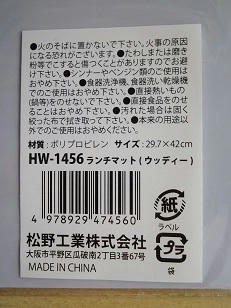 ●火のそばに置かないで下さい。火事の原因
になる恐れがございます。●たわしまたは磨き
粉等でこすると傷つくことがありますのでお避
け下さい。●シンナーやベンジン類のご使用は
おやめ下さい。●食器洗浄機、食器洗い乾燥機
でのご使用はおやめ下さい。●直接熱いもの
(鍋等)をのせないで下さい。●直接食品をのせ
ることはおやめ下さい。●汚れた場合は固く
絞った布で拭き取って下さい。●本来の用途以
外でのご使用はおやめ下さい。
材質:ポリプロピレン サイズ:29.7×42cm
HW-1456 ランチマット(ウッディー)
4 978929 474560
紙
ラベル
プラ
袋
松野工業株式会社
大阪市平野区瓜破南2丁目3番67号
MADE IN CHINA